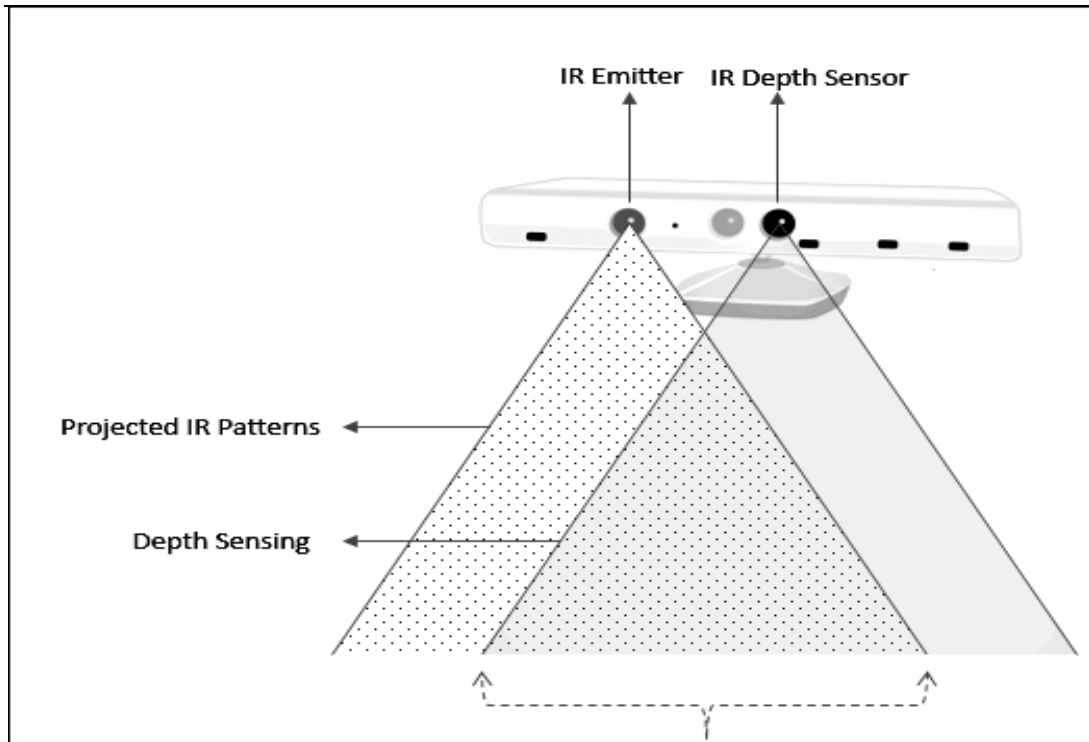 IR Emitter
IR Depth Sensor
Projected IR Patterns
Depth Sensing